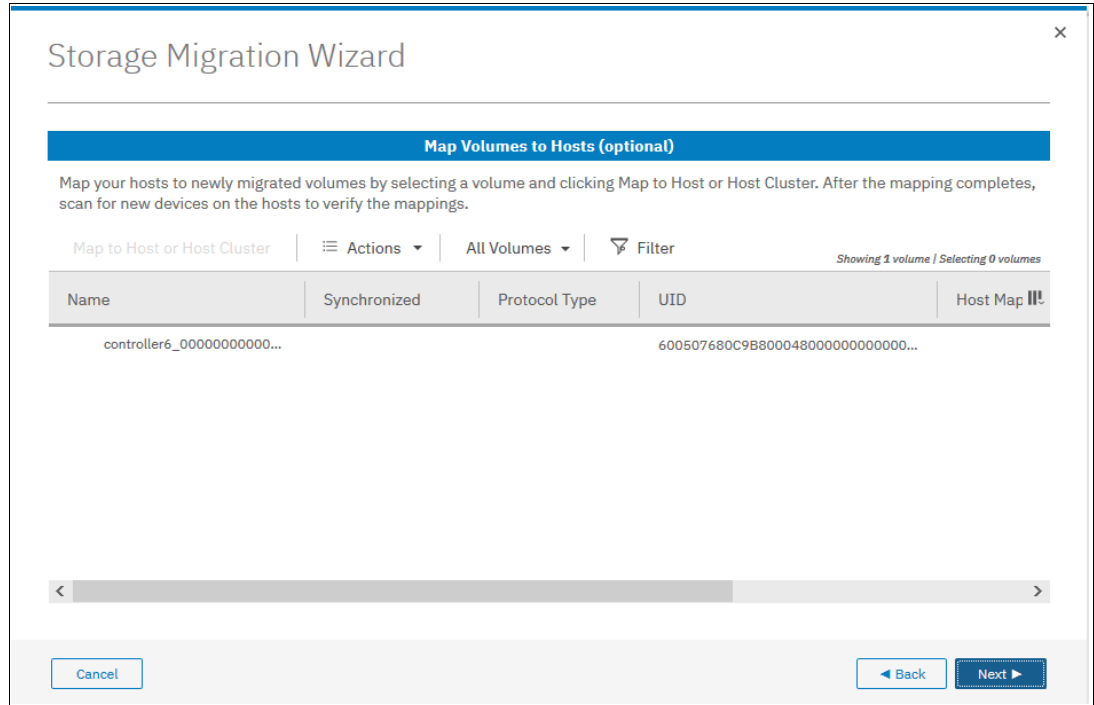 Storage Migration Wizard
Map Volumes to Hosts (optional)
Map your hosts to newly migrated volumes by selecting a volume and clicking Map to Host or Host Cluster. After the mapping completes,
scan for new devices on the hosts to verify the mappings.
Map to Host or Host Cluster Actions All Volumes Filter
Showing 1 volume | Selecting 0 volumes
Name Synchronized Protocol Type UID Host Map
controller6_00000000000... 600507680C9B800048000000000000...
Cancel Back Next